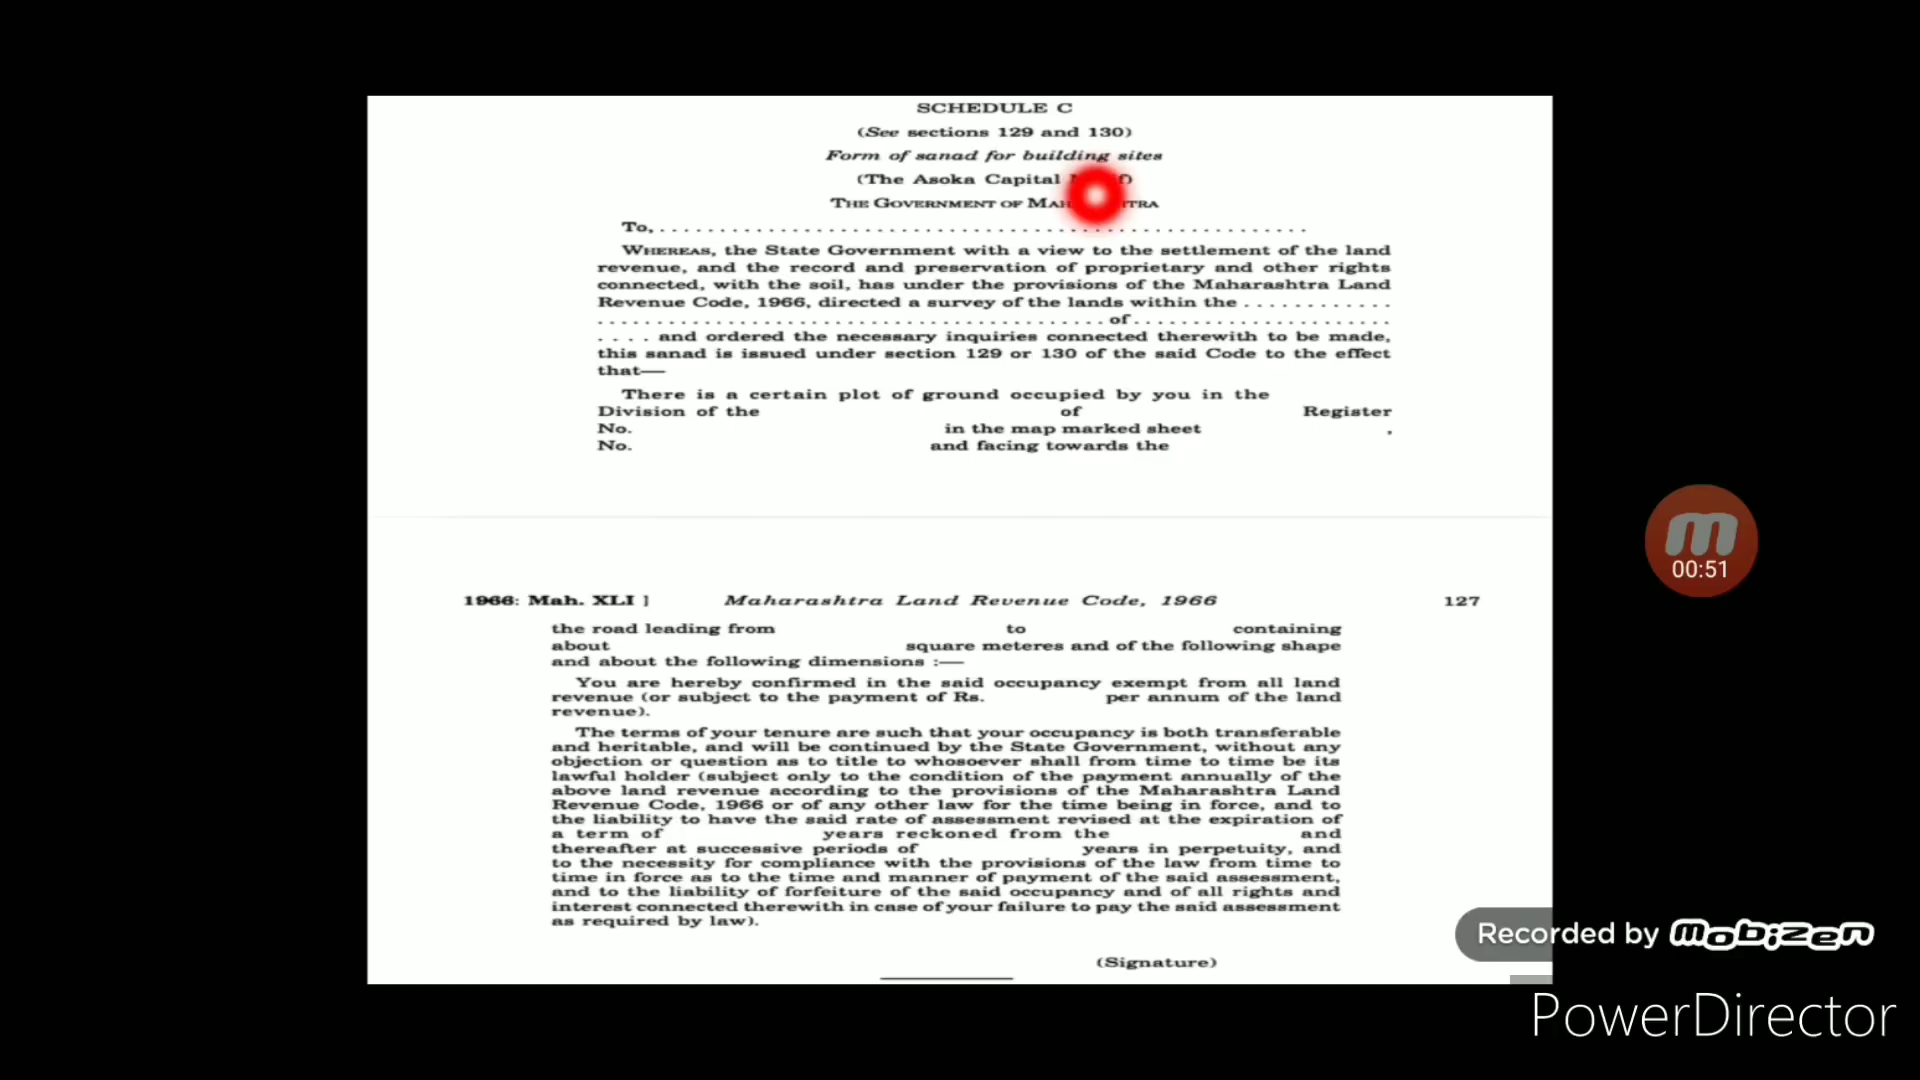 SCHEDULE C
(See sections 129 and 130)
Form of sanad for building sites
(The Asoka Capital
THE GOVERNMENT OF
To, . . . . . . . . . . . . . . . . . . . . . . . . . . . . . . . . . . . . . . . . . . . . . . . . . . . . .
WHEREAS, the State Government with a view to the settlement of the land
revenue, and the record and preservation of proprietary and other rights
connected, with the soil, has under the provisions of the Maharashtra Land
Revenue Code, 1966, directed a survey of the lands within the . . . . . . . . . . . .
. . . . . . . . . . . . . . . . . . . . . . . . . . . . . . . . . . . . . . . . . . of . . . . . . . . . . . . . . . . . . . . .
. . . . and ordered the necessary inquiries connected therewith to be made,
this sanad is issued under section 129 or 130 of the said Code to the effect
that—
There is a certain plot of ground occupied by you in the
Division of the of Register
No. in the map marked sheet ,
No. and facing towards the
1966: Mah. XLI ] Maharashtra Land Revenue Code, 1966 127
the road leading from to containing
about square meteres and of the following shape
and about the following dimensions :—
You are hereby confirmed in the said occupancy exempt from all land
revenue (or subject to the payment of Rs. per annum of the land
revenue).
The terms of your tenure are such that your occupancy is both transferable
and heritable, and will be continued by the State Government, without any
objection or question as to title to whosoever shall from time to time be its
lawful holder (subject only to the condition of the payment annually of the
above land revenue according to the provisions of the Maharashtra Land
Revenue Code, 1966 or of any other law for the time being in force, and to
the liability to have the said rate of assessment revised at the expiration of
a term of years reckoned from the and
thereafter at successive periods of years in perpetuity, and
to the necessity for compliance with the provisions of the law from time to
time in force as to the time and manner of payment of the said assessment,
and to the liability of forfeiture of the said occupancy and of all rights and
interest connected therewith in case of your failure to pay the said assessment
as required by law).
(Signature)
00:51
Recorded by mobizen
PowerDirector